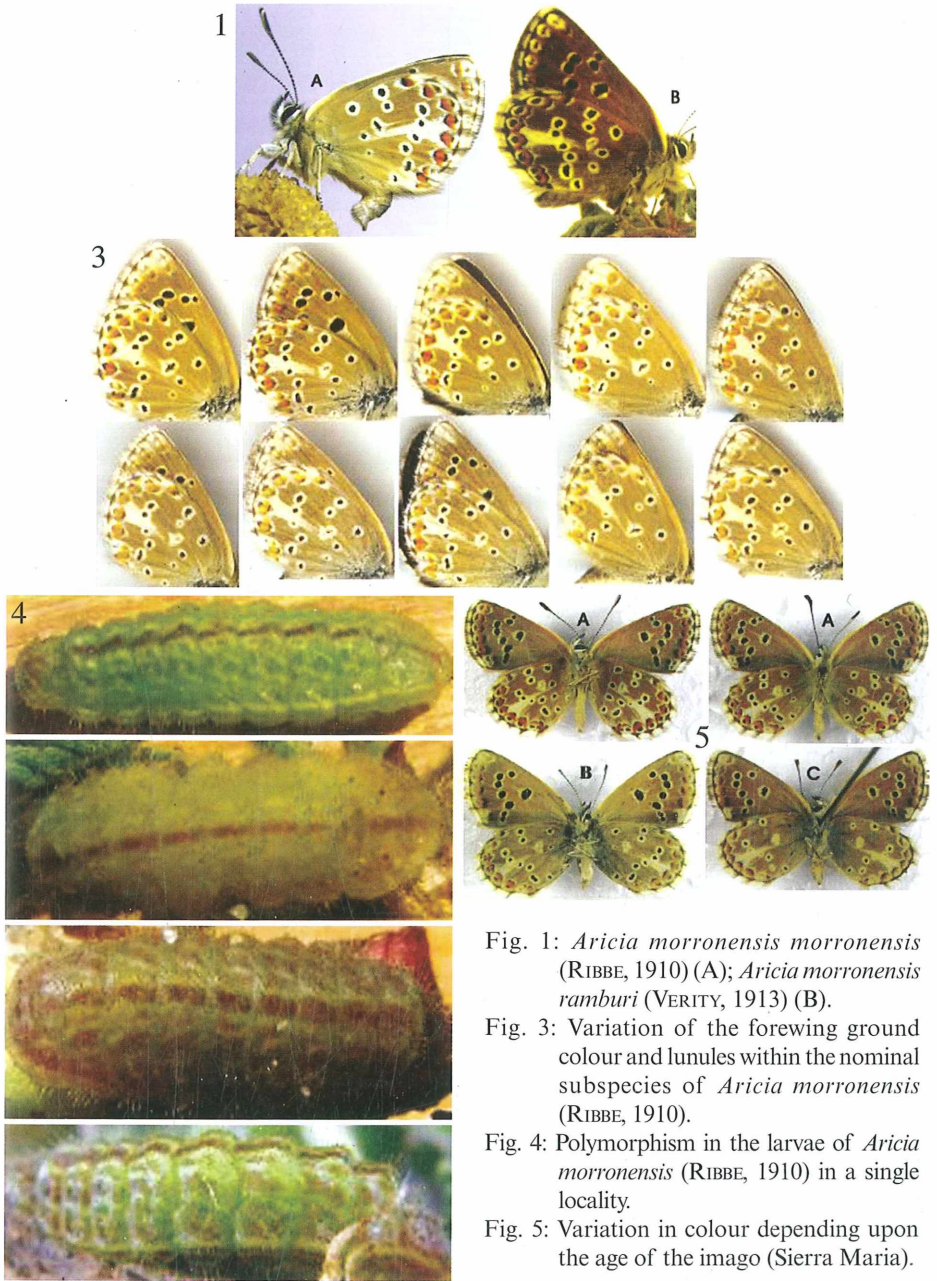 1
A
B
3
4
A
A
5
B
C
Fig. 1: Aricia morronensis morronensis
(RIBBE, 1910) (A); Aricia morronensis
ramburi (VERITY, 1913) (B).
Fig. 3: Variation of the forewing ground
colour and lunules within the nominal
subspecies of Aricia morronensis
(RIBBE, 1910).
Fig. 4: Polymorphism in the larvae of Aricia
morronensis (RIBBE, 1910) in a single
locality.
Fig. 5: Variation in colour depending upon
the age of the imago (Sierra Maria).